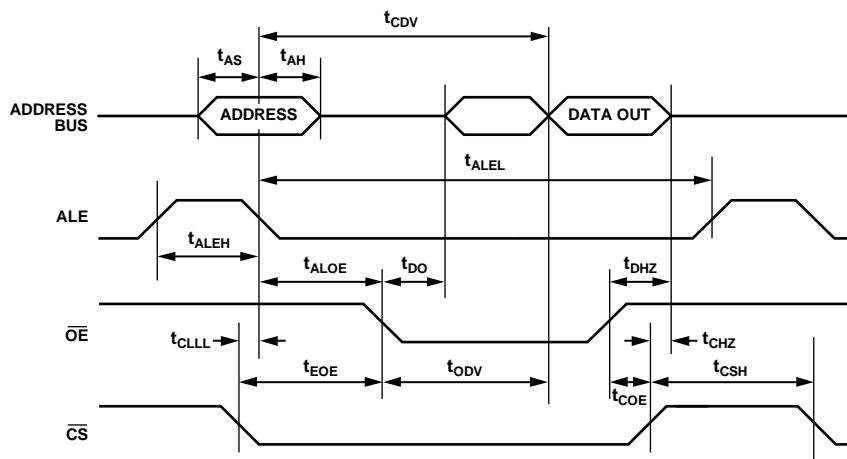 tCDV
tAS tAH
ADDRESS BUS
ADDRESS
DATA OUT
tALEL
ALE
tALEH
tALOE tDO tDHZ
OE
tCLLL tCHZ
tEOE tODV tCSH
tCOE
CS